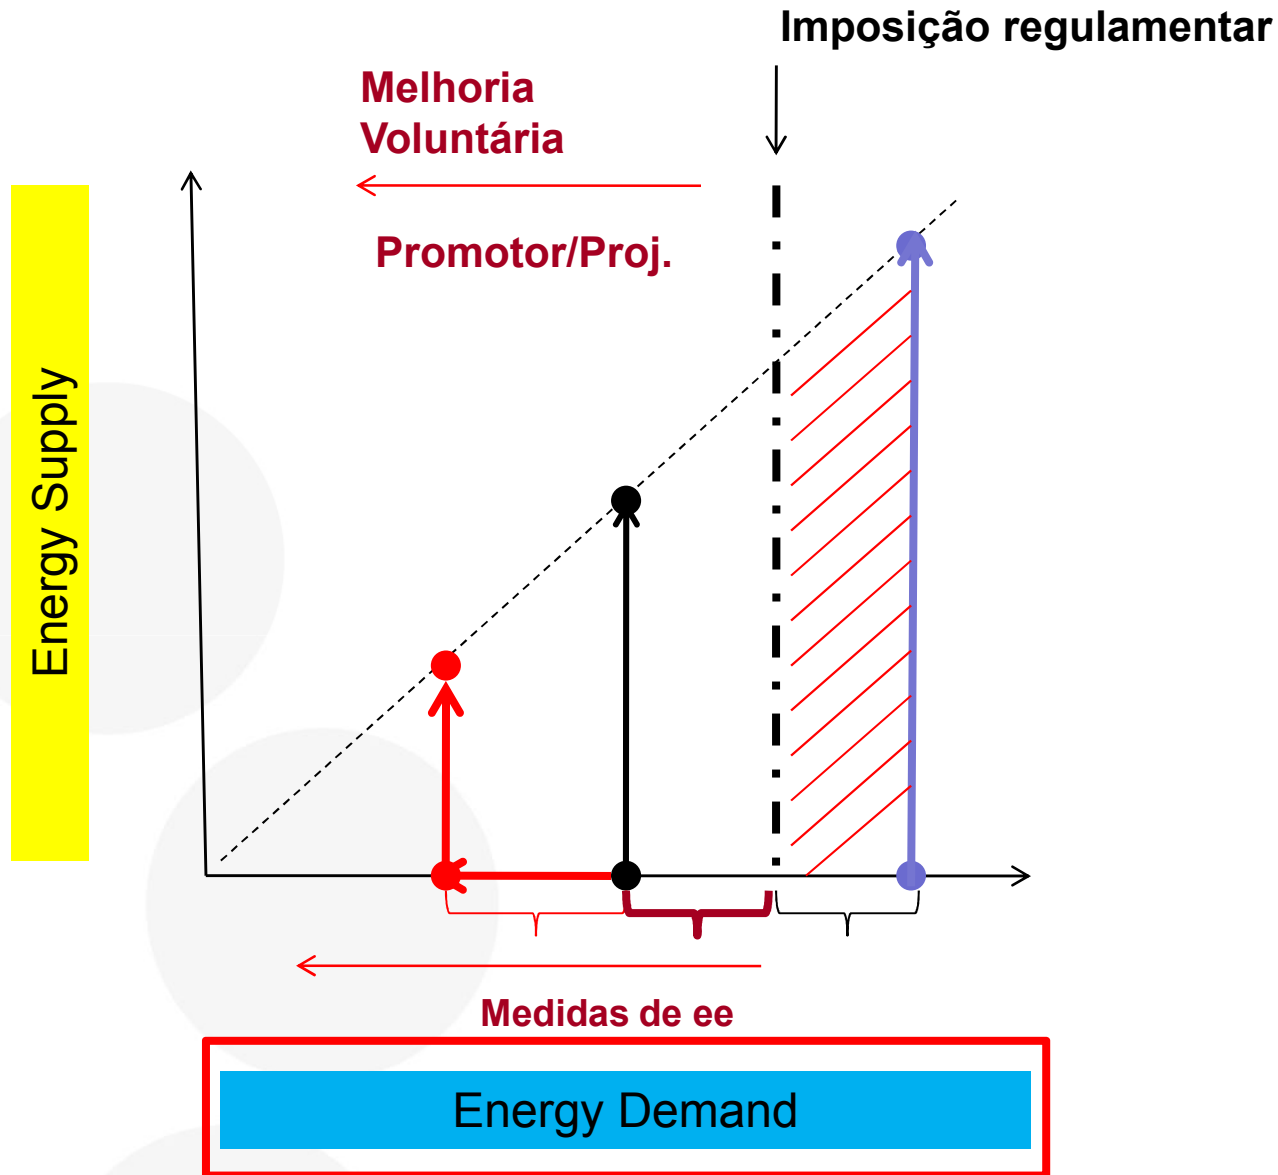 Imposição regulamentar
Melhoria
Voluntária
Promotor/Proj.
Energy Supply
Medidas de ee
Energy Demand